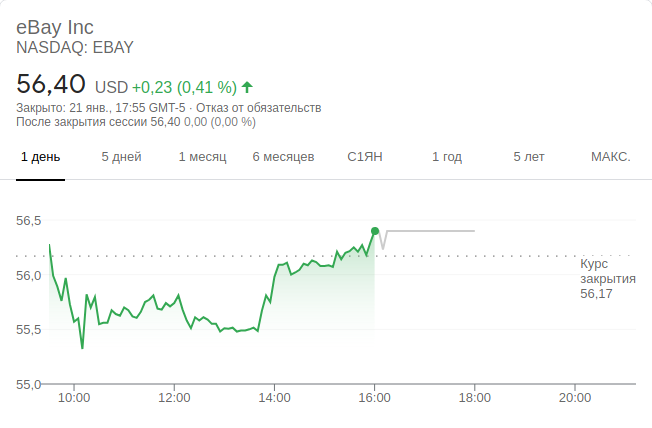 eBay Inc
NASDAQ: EBAY
56,40 USD +0,23 (0,41 %)
Закрыто: 21 янв., 17:55 GMT-5 · Отказ от обязательств
После закрытия сессии 56,40 0,00 (0,00 %)
1 день 5 дней 1 месяц 6 месяцев С1ЯН 1 год 5 лет МАКС.
56,5
56,0
55,5
55,0
Курс
закрытия
56,17
10:00 12:00 14:00 16:00 18:00 20:00